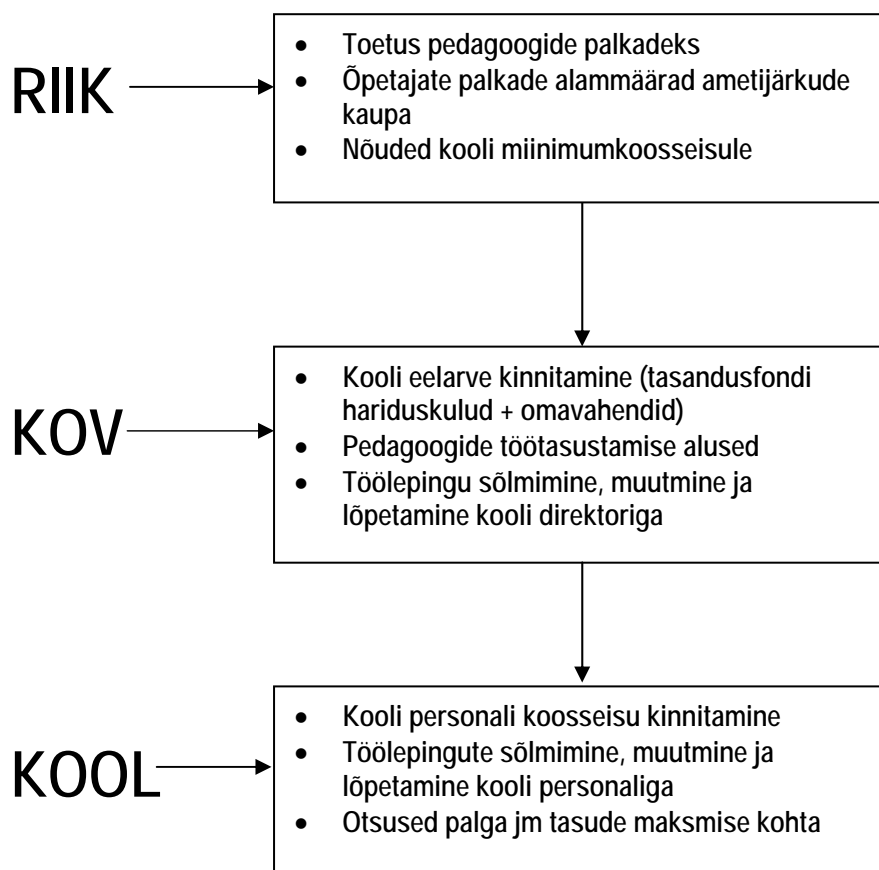 RIIK
• Toetus pedagoogide palkadeks
• Õpetajate palkade alammäärad ametijärkude
kaupa
• Nõuded kooli miinimumkoosseisule
KOV
• Kooli eelarve kinnitamine (tasandusfondi
hariduskulud + omavahendid)
• Pedagoogide töötasustamise alused
• Töölepingu sõlmimine, muutmine ja
lõpetamine kooli direktoriga
KOOL
• Kooli personali koosseisu kinnitamine
• Töölepingute sõlmimine, muutmine ja
lõpetamine kooli personaliga
• Otsused palga jm tasude maksmise kohta